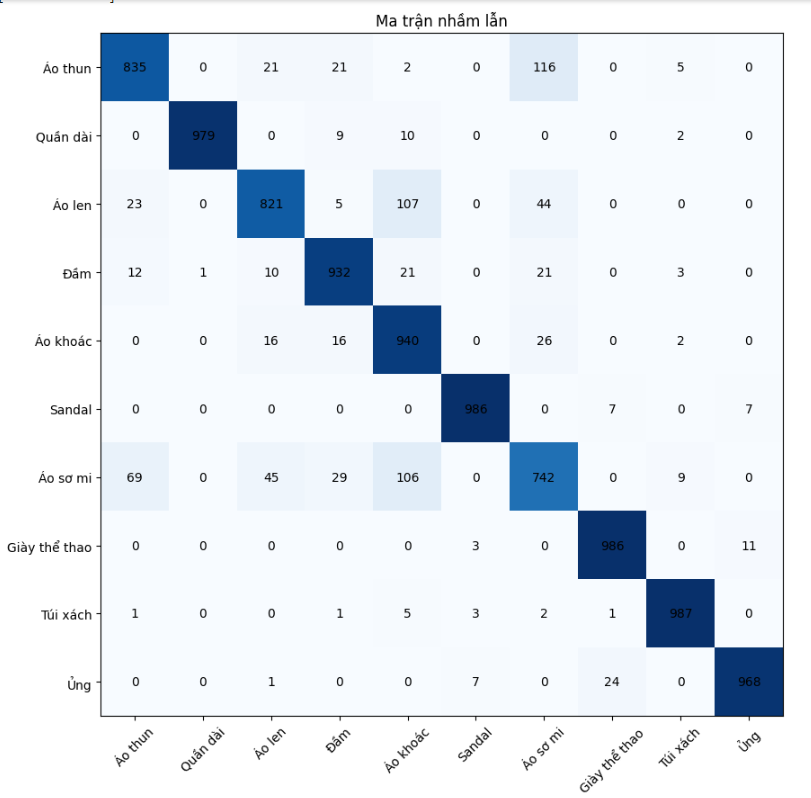 Ma trận nhầm lẫn
Áo thun 835 0 21 21 2 0 116 0 5 0
Quần dài 0 979 0 9 10 0 0 0 2 0
Áo len 23 0 821 5 107 0 44 0 0 0
Đầm 12 1 10 932 21 0 21 0 3 0
Áo khoác 0 0 16 16 940 0 26 0 2 0
Sandal 0 0 0 0 0 986 0 7 0 7
Áo sơ mi 69 0 45 29 106 0 742 0 9 0
Giày thể thao 0 0 0 0 0 3 0 986 0 11
Túi xách 1 0 0 1 5 3 2 1 987 0
Ủng 0 0 1 0 0 7 0 24 0 968
Áo thun Quần dài Áo len Đầm Áo khoác Sandal Áo sơ mi Giày thể thao Túi xách Ủng